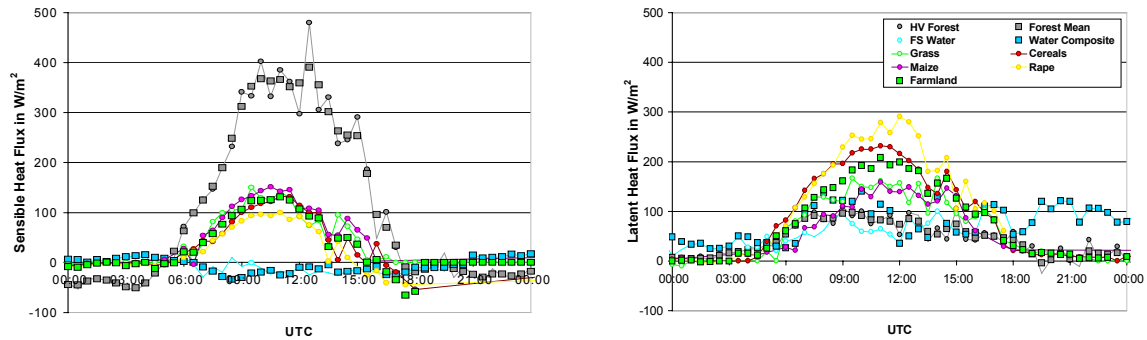 500
400
300
200
100
0
-100
Sensible Heat Flux in W/m²
00:00 03:00 06:00 09:00 12:00 15:00 18:00 21:00 00:00
UTC
500
400
300
200
100
0
-100
Latent Heat Flux in W/m²
HV Forest Forest Mean
FS Water Water Composite
Grass Cereals
Maize Rape
Farmland
00:00 03:00 06:00 09:00 12:00 15:00 18:00 21:00 00:00
UTC